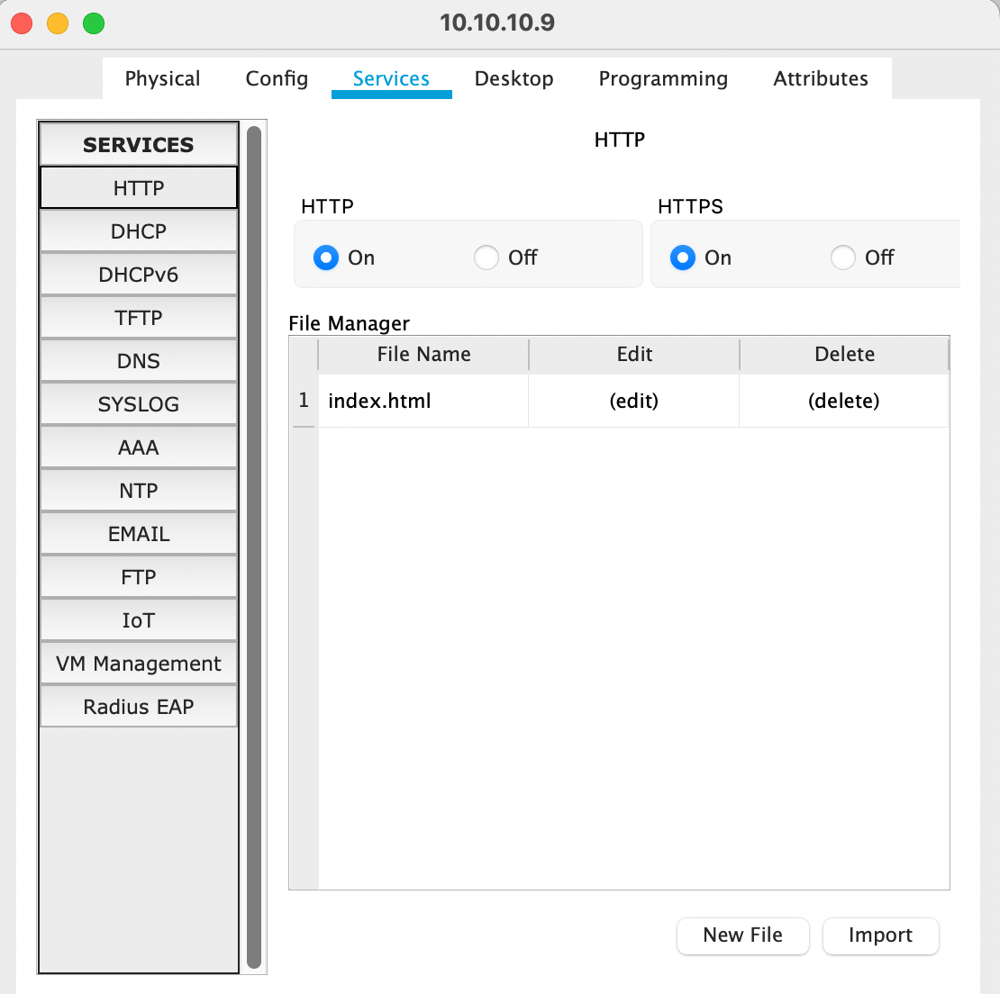 10.10.10.9
Physical Config Services Desktop Programming Attributes
SERVICES
HTTP
DHCP
DHCPv6
TFTP
DNS
SYSLOG
AAA
NTP
EMAIL
FTP
IoT
VM Management
Radius EAP
HTTP
HTTP HTTPS
On Off On Off
File Manager
File Name Edit Delete
1 index.html (edit) (delete)
New File Import